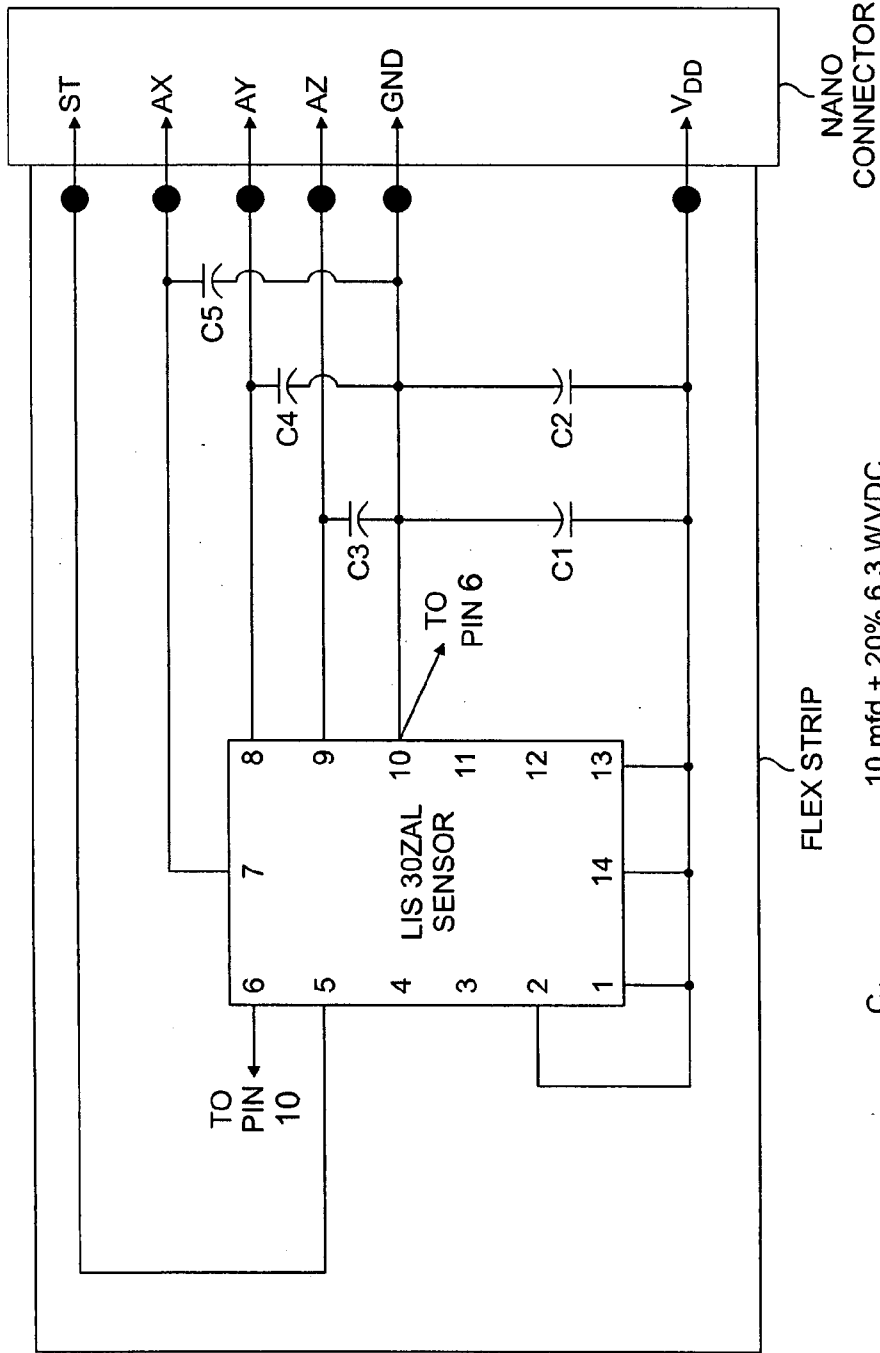 ST
AX
AY
AZ
GND
V_DD
NANO
CONNECTOR
C5
C4
C3
C2
C1
TO
PIN 6
8
9
10
11
12
13
7
14
LIS 30ZAL
SENSOR
6
5
4
3
2
1
TO
PIN
10
FLEX STRIP
10 mfd ± 20% 6.3 WVDC